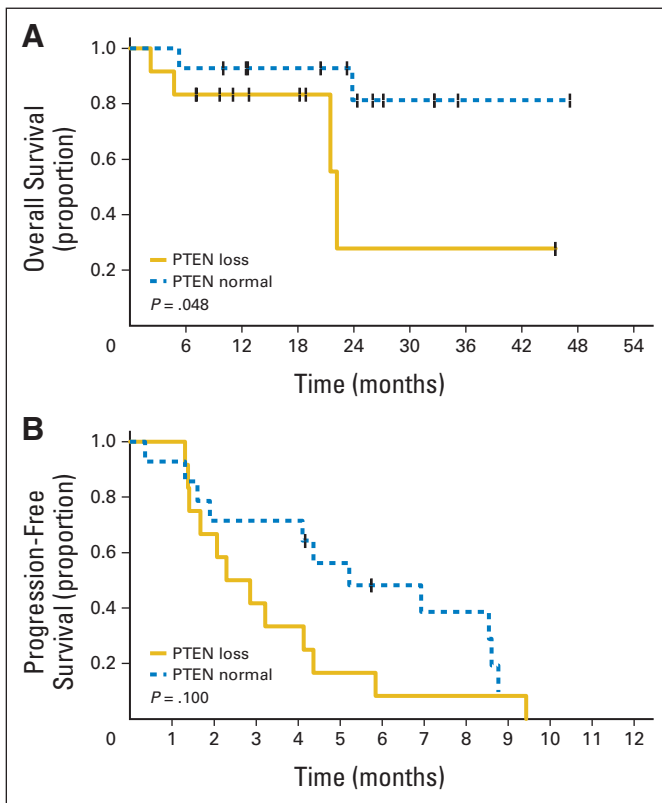 A
Overall Survival
(proportion)
1.0
0.8
0.6
0.4
0.2
PTEN loss
PTEN normal
P = .048
0 6 12 18 24 30 36 42 48 54
Time (months)
B
Progression-Free
Survival (proportion)
1.0
0.8
0.6
0.4
0.2
PTEN loss
PTEN normal
P = .100
0 1 2 3 4 5 6 7 8 9 10 11 12
Time (months)